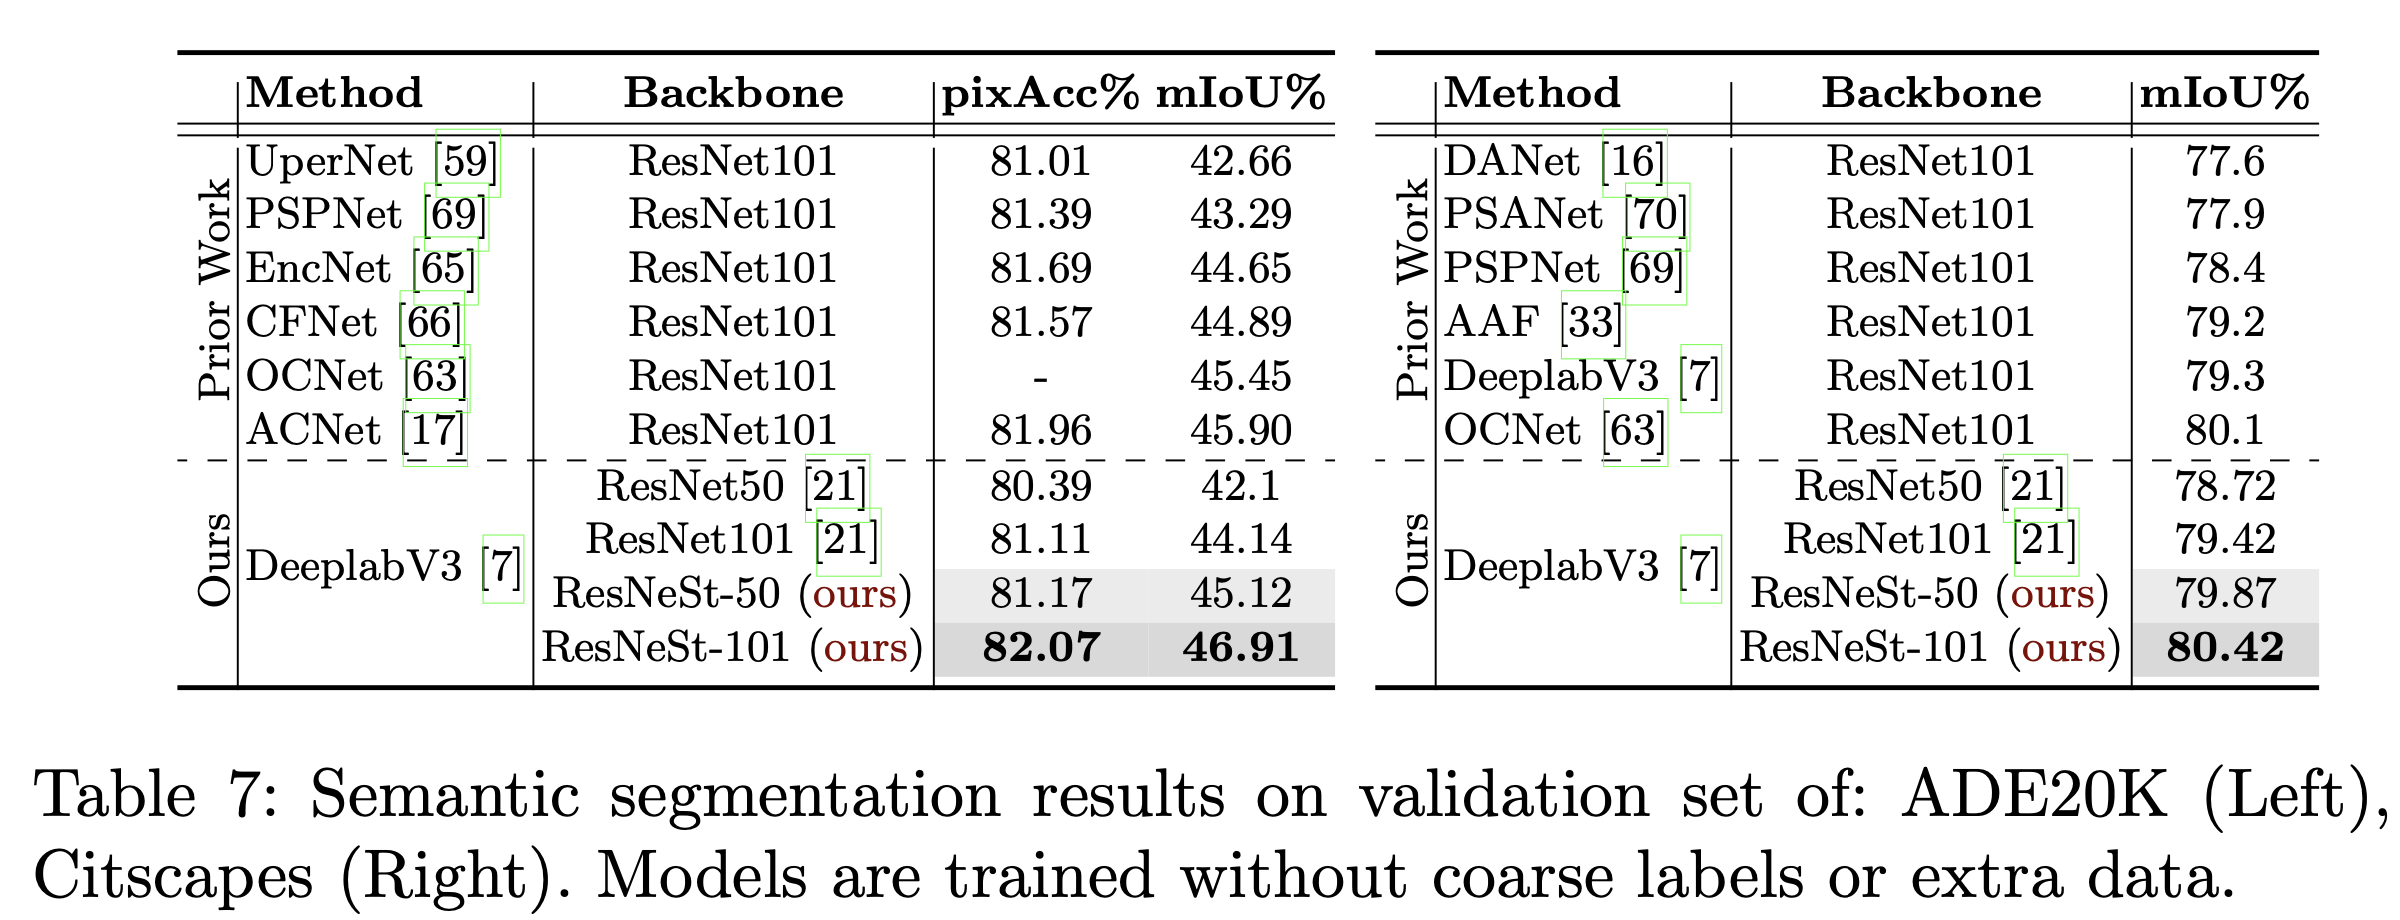 Method Backbone pixAcc% mIoU%
Prior Work
UperNet [59] ResNet101 81.01 42.66
PSPNet [69] ResNet101 81.39 43.29
EncNet [65] ResNet101 81.69 44.65
CFNet [66] ResNet101 81.57 44.89
OCNet [63] ResNet101 - 45.45
ACNet [17] ResNet101 81.96 45.90
Ours
DeeplabV3 [7]
ResNet50 [21] 80.39 42.1
ResNet101 [21] 81.11 44.14
ResNeSt-50 (ours) 81.17 45.12
ResNeSt-101 (ours) 82.07 46.91
Method Backbone mIoU%
Prior Work
DANet [16] ResNet101 77.6
PSANet [70] ResNet101 77.9
PSPNet [69] ResNet101 78.4
AAF [33] ResNet101 79.2
DeeplabV3 [7] ResNet101 79.3
OCNet [63] ResNet101 80.1
Ours
DeeplabV3 [7]
ResNet50 [21] 78.72
ResNet101 [21] 79.42
ResNeSt-50 (ours) 79.87
ResNeSt-101 (ours) 80.42
Table 7: Semantic segmentation results on validation set of: ADE20K (Left),
Citscapes (Right). Models are trained without coarse labels or extra data.